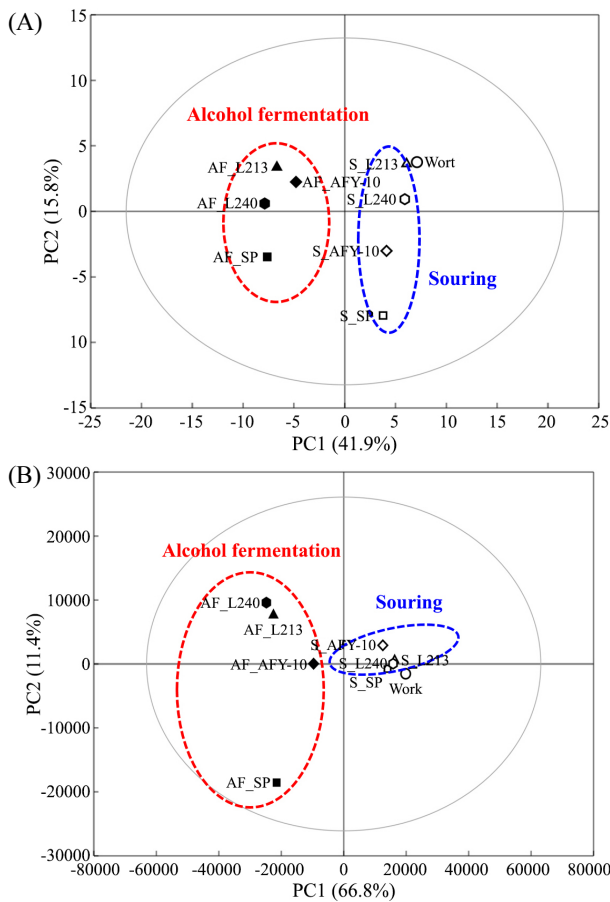 (A)
15
10
5
0
-5
-10
-15
PC2 (15.8%)
Alcohol fermentation
AF_L213
AF_AFY-10
AF_L240
AF_SP
S_L213
Wort
S_L240
S_AFY-10
Souring
S_SP
-25 -20 -15 -10 -5 0 5 10 15 20 25
PC1 (41.9%)
(B)
30000
20000
10000
0
-10000
-20000
-30000
PC2 (11.4%)
Alcohol fermentation
Souring
AF_L240
AF_L213
S_AFY-10
AF_AFY-10
S_L240
S_L213
S_SP
Work
AF_SP
-80000 -60000 -40000 -20000 0 20000 40000 60000 80000
PC1 (66.8%)